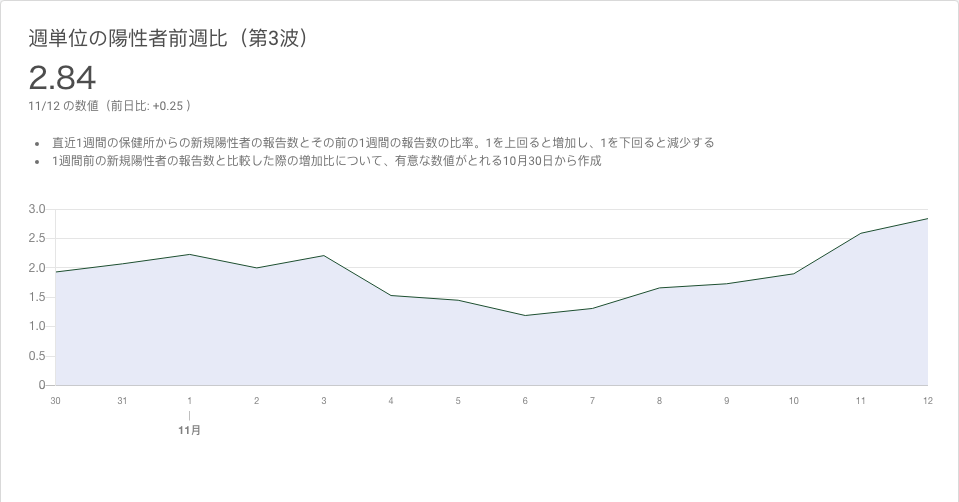 週単位の陽性者前週比（第3波）
2.84
11/12 の数値（前日比: +0.25 ）
• 直近1週間の保健所からの新規陽性者の報告数とその前の1週間の報告数の比率。1を上回ると増加し、1を下回ると減少する
• 1週間前の新規陽性者の報告数と比較した際の増加比について、有意な数値がとれる10月30日から作成
3.0
2.5
2.0
1.5
1.0
0.5
0
30 31 1 2 3 4 5 6 7 8 9 10 11 12
11月